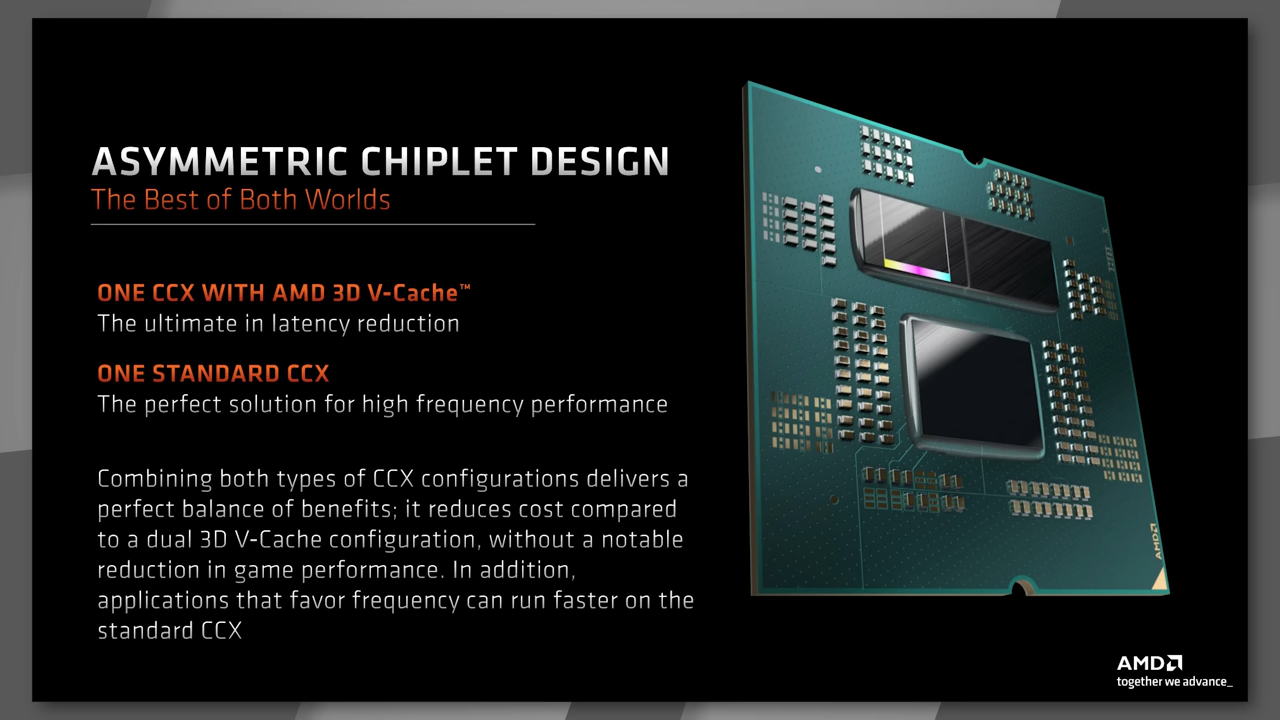 ASYMMETRIC CHIPLET DESIGN
The Best of Both Worlds
ONE CCX WITH AMD 3D V-Cache™
The ultimate in latency reduction
ONE STANDARD CCX
The perfect solution for high frequency performance
Combining both types of CCX configurations delivers a
perfect balance of benefits; it reduces cost compared
to a dual 3D V-Cache configuration, without a notable
reduction in game performance. In addition,
applications that favor frequency can run faster on the
standard CCX
AMD
AMD
together we advance_